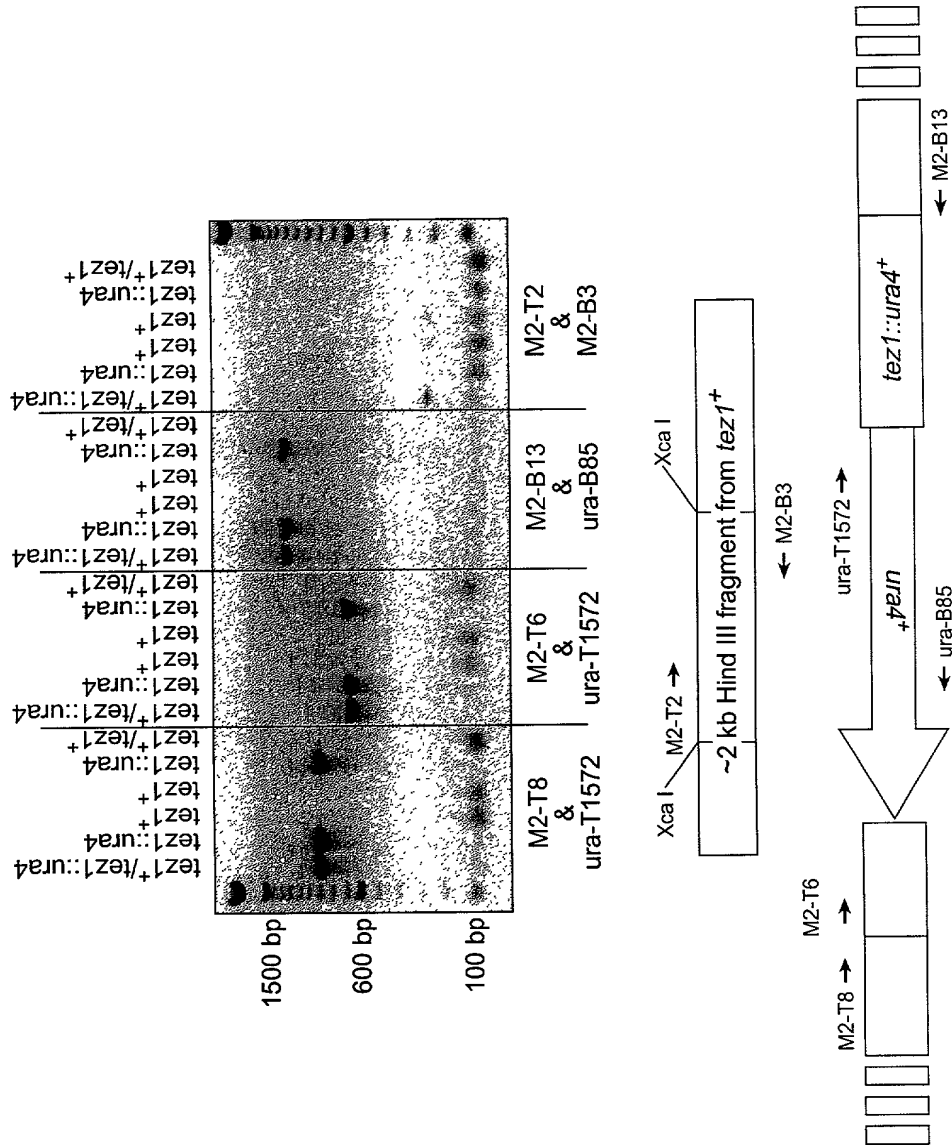 tez1+/tez1::ura4
tez1::ura4
tez1+
tez1+
tez1::ura4
tez1+/tez1+
tez1+/tez1::ura4
tez1::ura4
tez1+
tez1+
tez1::ura4
tez1+/tez1+
tez1+/tez1::ura4
tez1::ura4
tez1+
tez1+
tez1::ura4
tez1+/tez1+
tez1+/tez1::ura4
tez1::ura4
tez1+
tez1+
tez1::ura4
tez1+/tez1+
1500 bp
600 bp
100 bp
M2-T8
&
ura-T1572
M2-T6
&
ura-T1572
M2-B13
&
ura-B85
M2-T2
&
M2-B3
Xca I
M2-T2
Xca I
~2 kb Hind III fragment from tez1+
M2-B3
M2-T8
M2-T6
ura-T1572
ura4+
tez1::ura4+
ura-B85
M2-B13